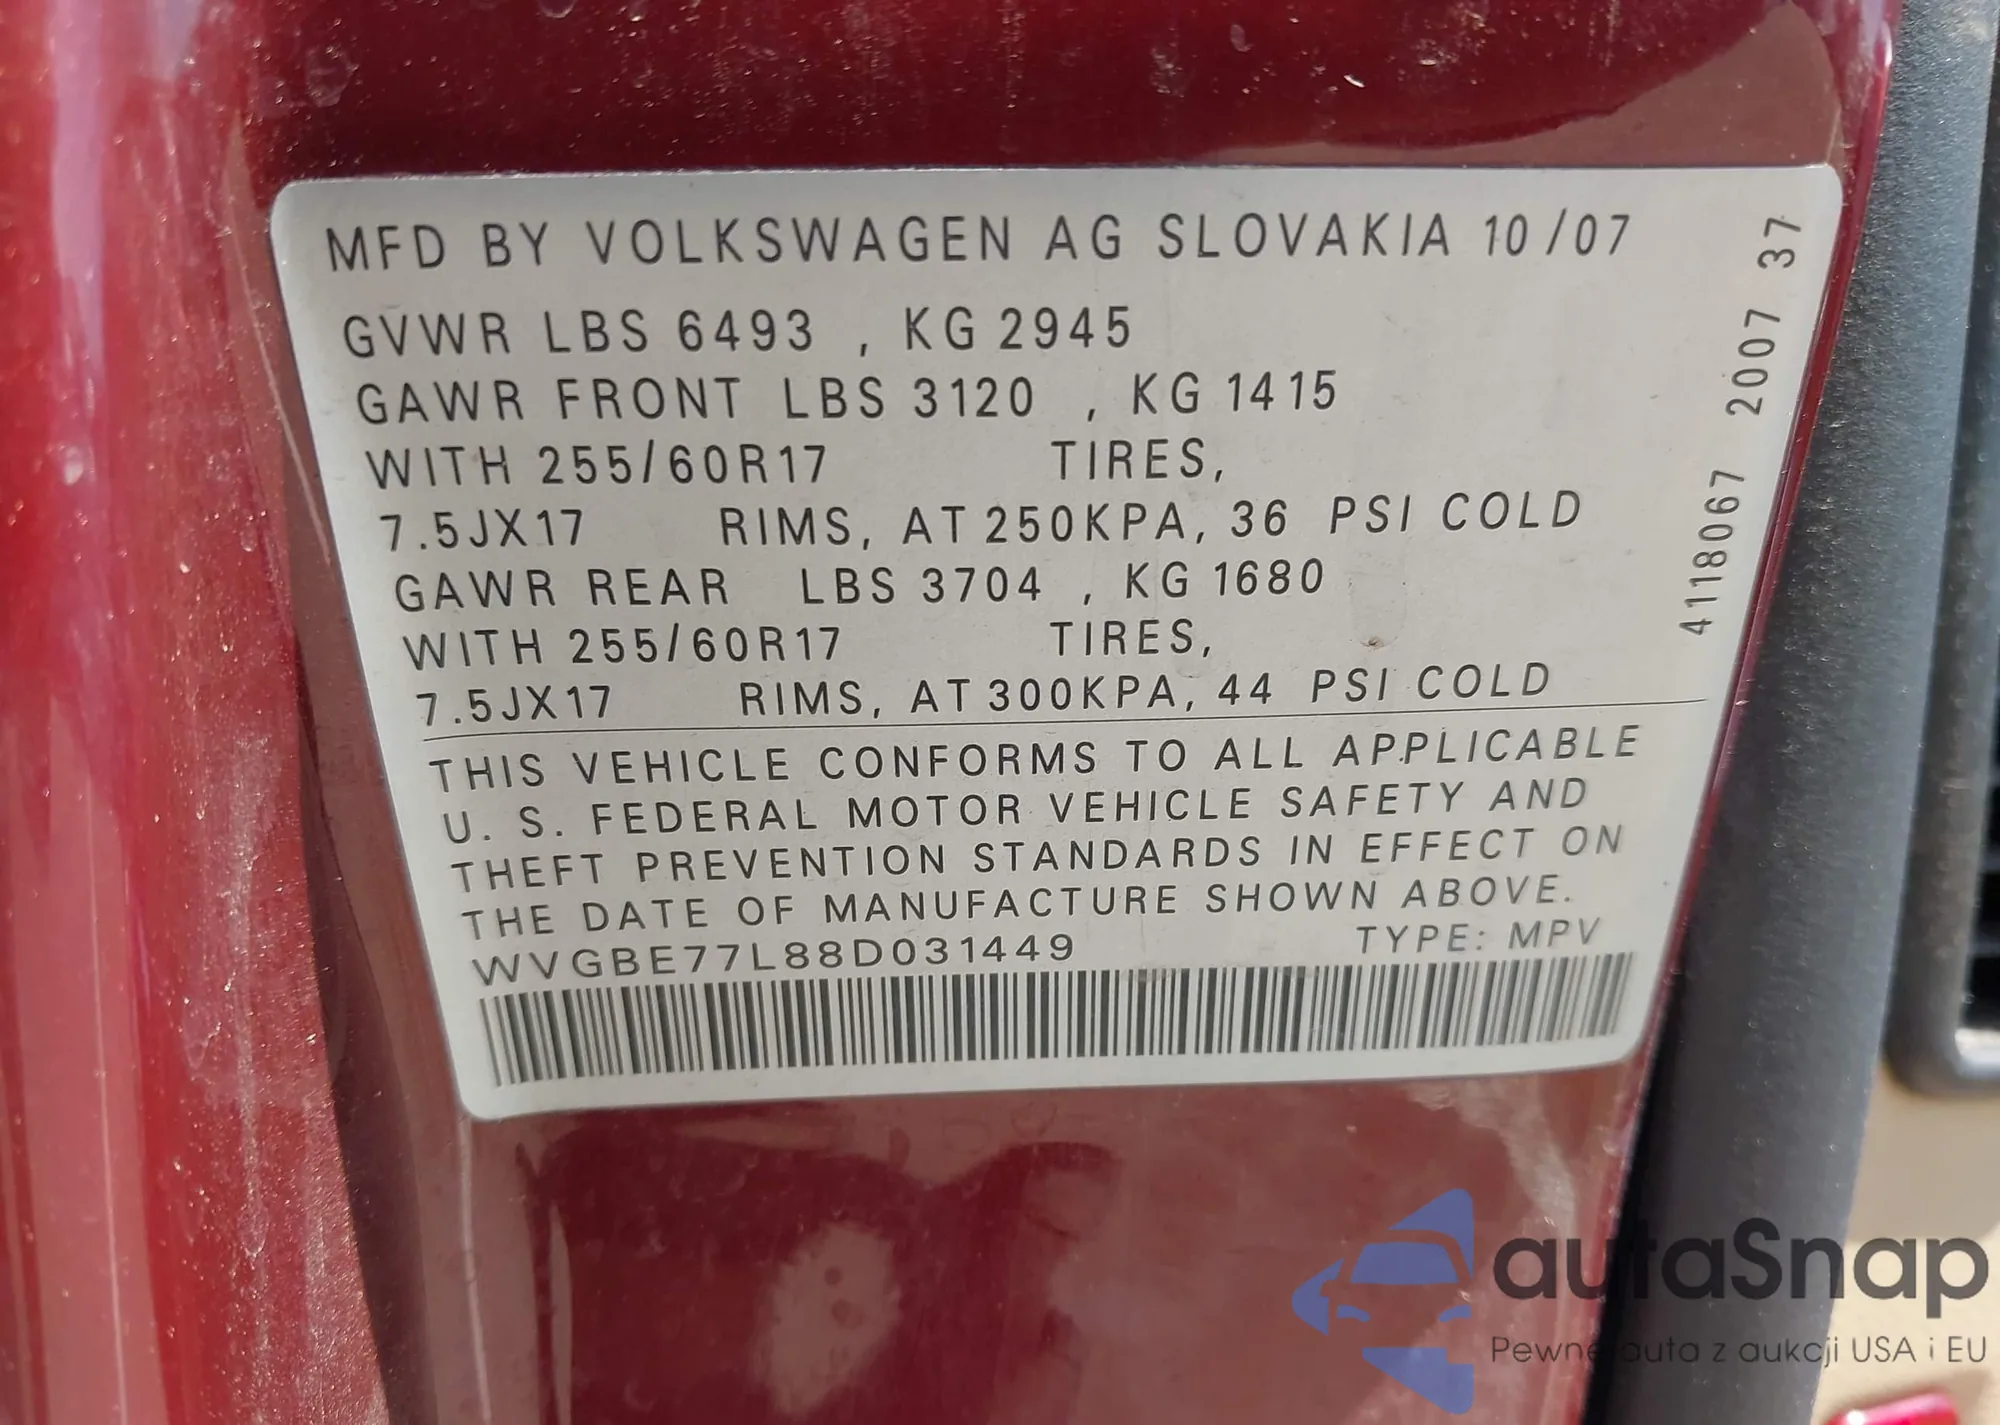 MFD BY VOLKSWAGEN AG SLOVAKIA 10/07
GVWR LBS 6493 , KG 2945
GAWR FRONT LBS 3120 , KG 1415
WITH 255/60R17 TIRES,
7.5JX17 RIMS, AT 250KPA, 36 PSI COLD
GAWR REAR LBS 3704 , KG 1680
WITH 255/60R17 TIRES,
7.5JX17 RIMS, AT 300KPA, 44 PSI COLD
THIS VEHICLE CONFORMS TO ALL APPLICABLE
U. S. FEDERAL MOTOR VEHICLE SAFETY AND
THEFT PREVENTION STANDARDS IN EFFECT ON
THE DATE OF MANUFACTURE SHOWN ABOVE.
WVGBE77L88D031449 TYPE: MPV
4118067 2007 37
autaSnap
Pewne auta z aukcji USA i EU